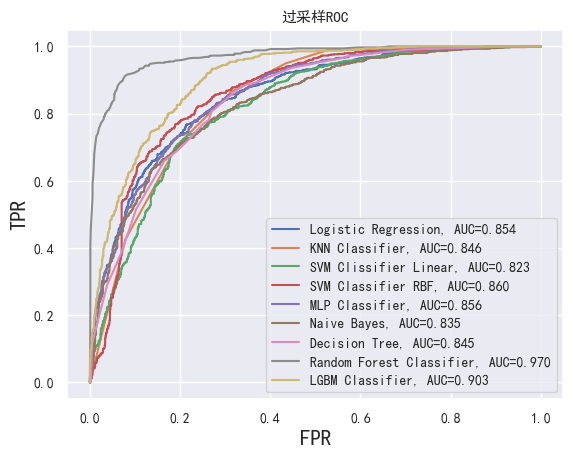 过采样ROC
1.0
0.8
0.6
0.4
0.2
0.0
TPR
Logistic Regression, AUC=0.854
KNN Classifier, AUC=0.846
SVM Clissifier Linear, AUC=0.823
SVM Classifier RBF, AUC=0.860
MLP Classifier, AUC=0.856
Naive Bayes, AUC=0.835
Decision Tree, AUC=0.845
Random Forest Classifier, AUC=0.970
LGBM Classifier, AUC=0.903
0.0 0.2 0.4 0.6 0.8 1.0
FPR